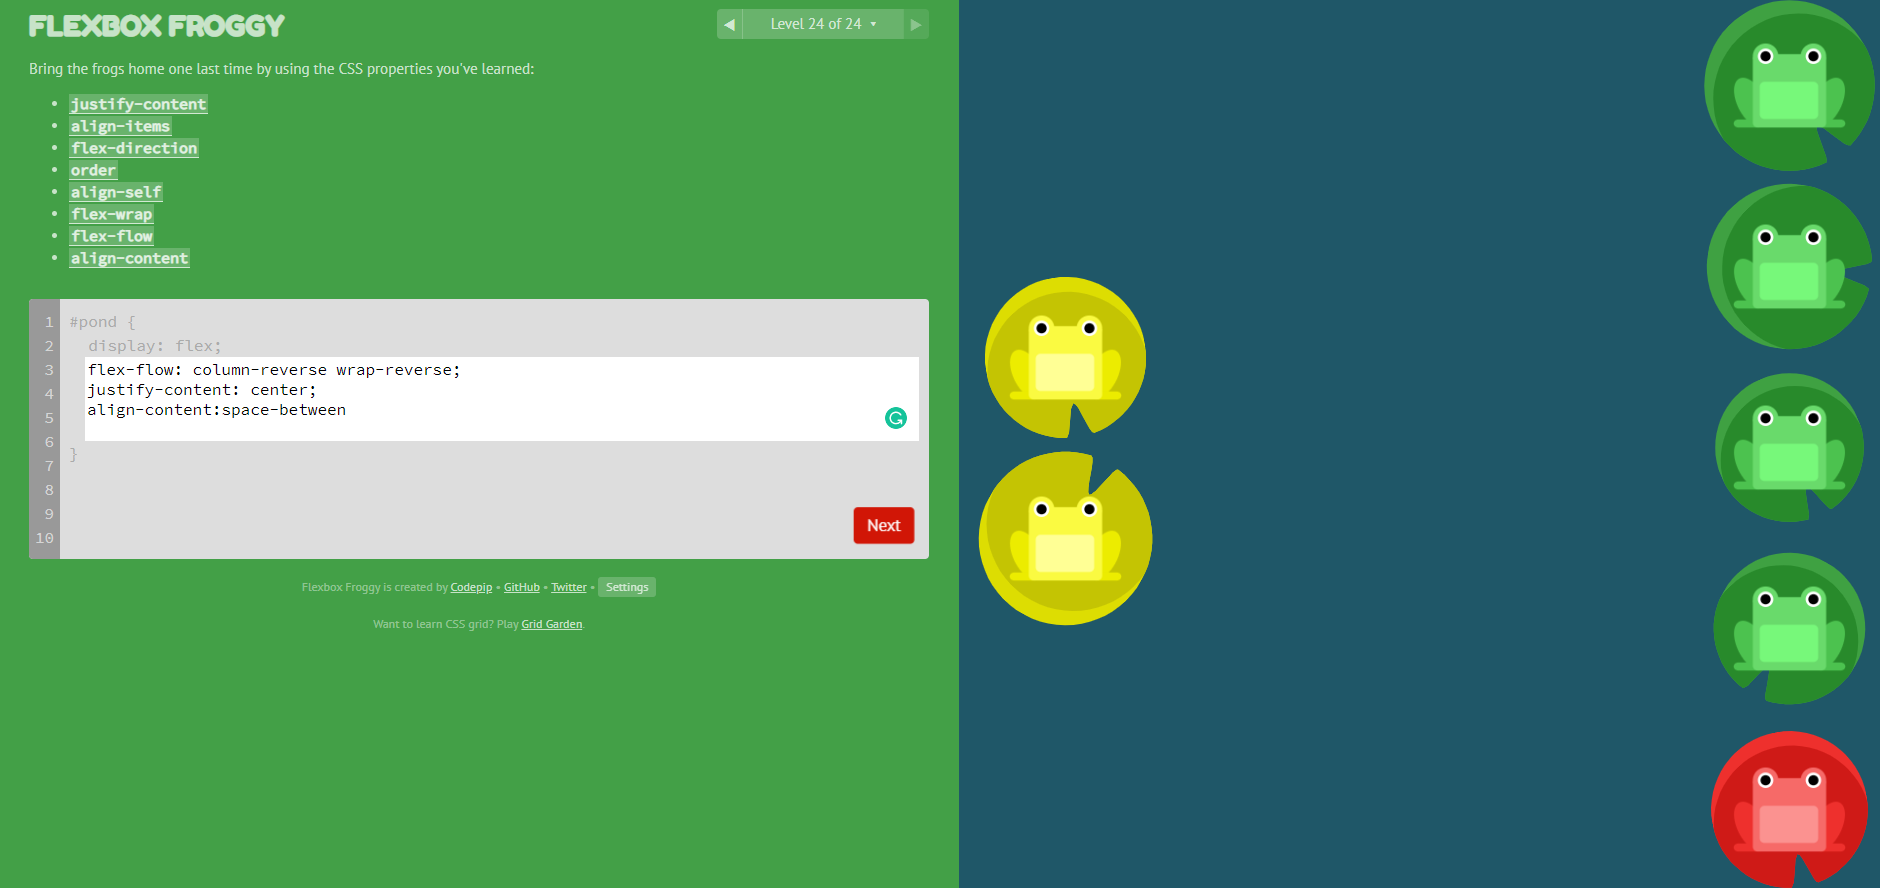 FLEXBOX FROGGY
◀ Level 24 of 24 ▾ ▶
Bring the frogs home one last time by using the CSS properties you've learned:
• justify-content
• align-items
• flex-direction
• order
• align-self
• flex-wrap
• flex-flow
• align-content
1 #pond {
2 display: flex;
3 flex-flow: column-reverse wrap-reverse;
4 justify-content: center;
5 align-content:space-between
6
7 }
8
9
10
Next
Flexbox Froggy is created by Codepip • GitHub • Twitter • Settings
Want to learn CSS grid? Play Grid Garden.